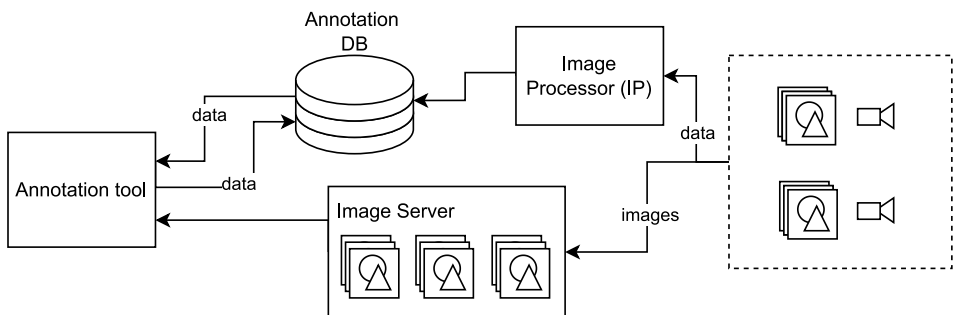 Annotation
DB
Image
Processor (IP)
data
data
Annotation tool
data
Image Server
images